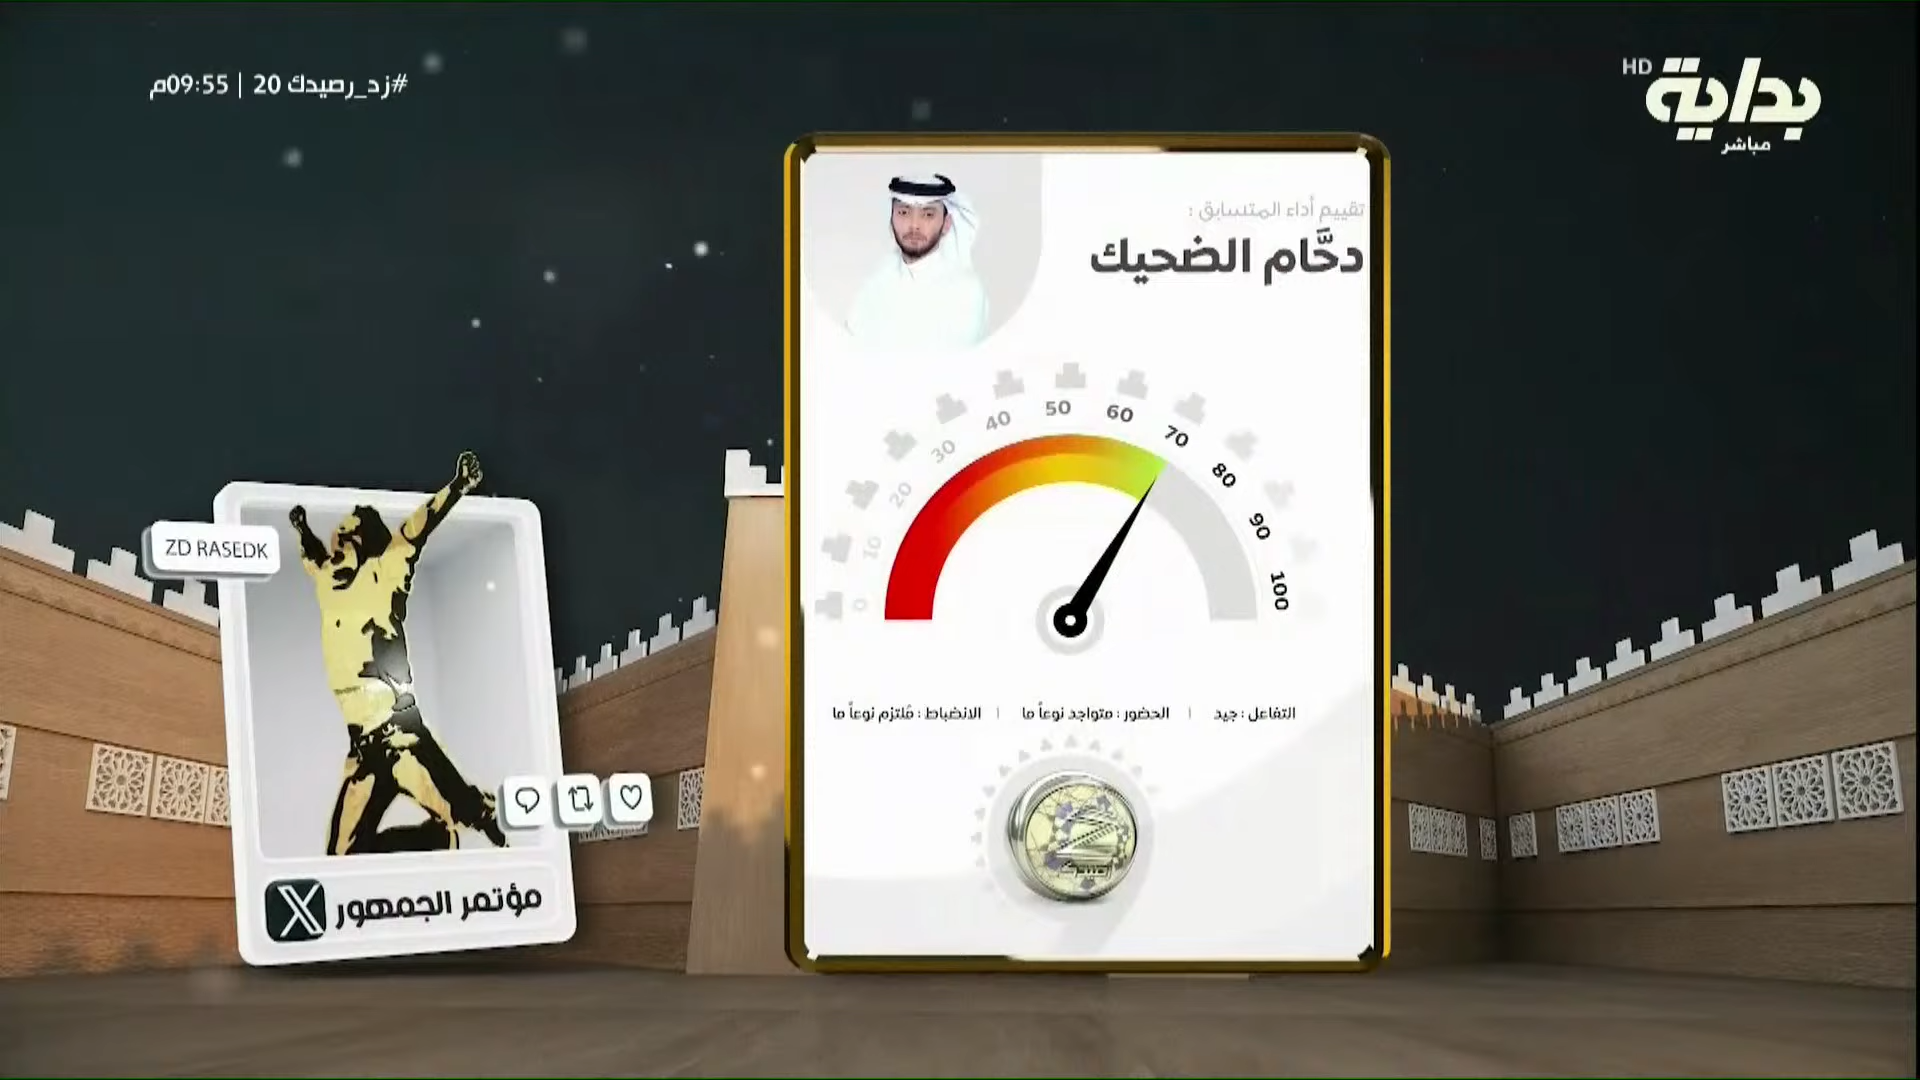 #زد_رصيدك 20 | 09:55م
HD
بداية
مباشر
تقييم أداء المتسابق :
دحَّام الضحيك
0
10
20
30
40
50
60
70
80
90
100
التفاعل : جيد | الحضور : متواجد نوعاً ما | الانضباط : مُلتزم نوعاً ما
رصيدك
ZD RASEDK
مؤتمر الجمهور X